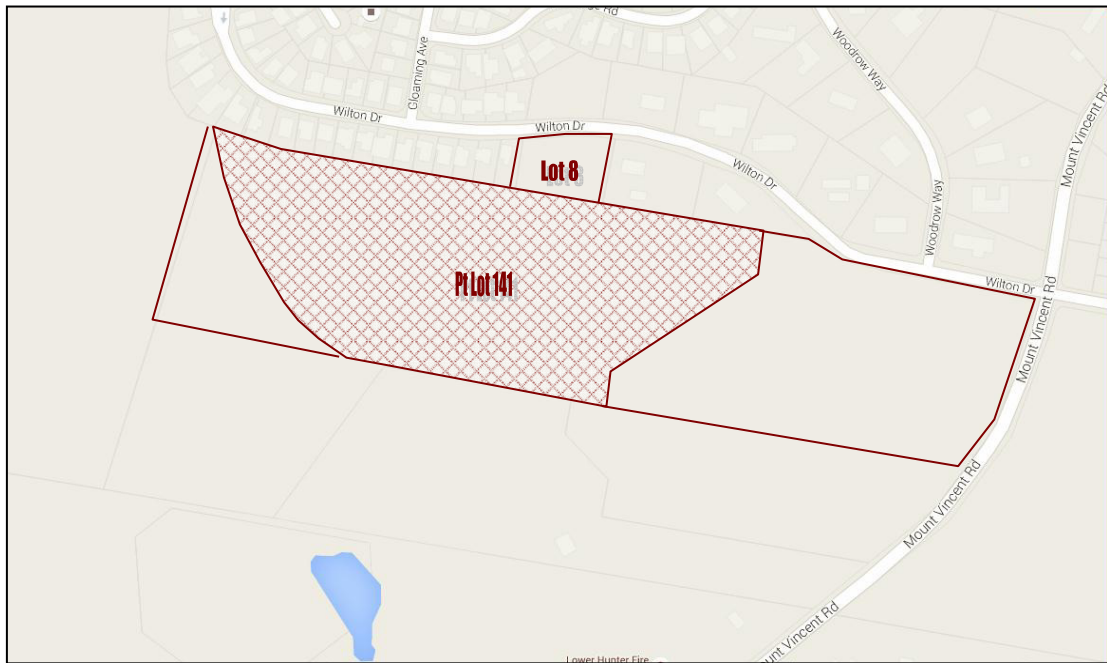 Gloaming Ave
Woodrow Way
Mount Vincent Rd
Wilton Dr
Wilton Dr
Lot 8
Wilton Dr
Woodrow Way
Pt Lot 141
Wilton Dr
Mount Vincent Rd
Mount Vincent Rd
Mount Vincent Rd
Lower Hunter Fire